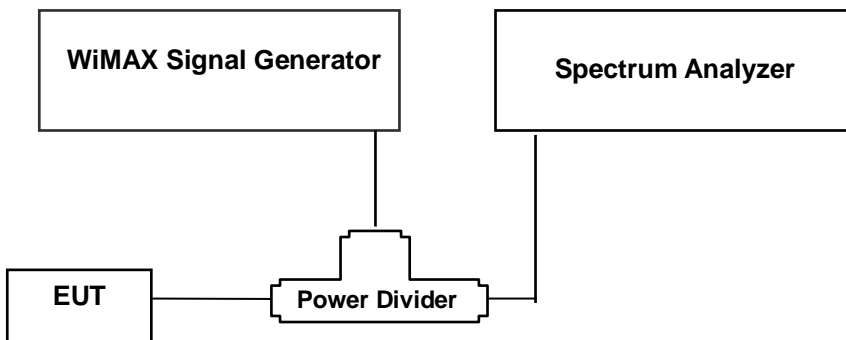 WiMAX Signal Generator
Spectrum Analyzer
EUT
Power Divider